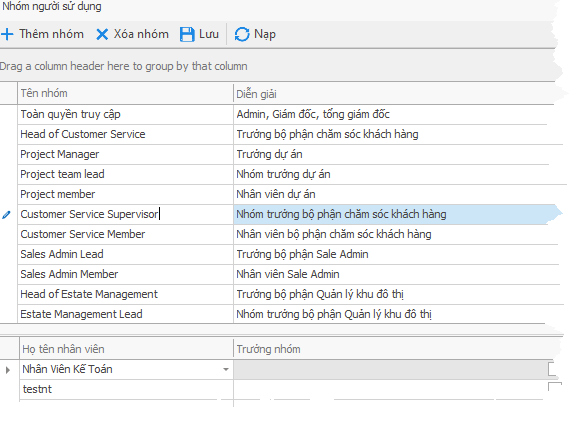 Nhóm người sử dụng
Thêm nhóm Xóa nhóm Lưu Nạp
Drag a column header here to group by that column
Tên nhóm Diễn giải
Toàn quyền truy cập Admin, Giám đốc, tổng giám đốc
Head of Customer Service Trưởng bộ phận chăm sóc khách hàng
Project Manager Trưởng dự án
Project team lead Nhóm trưởng dự án
Project member Nhân viên dự án
Customer Service Supervisor Nhóm trưởng bộ phận chăm sóc khách hàng
Customer Service Member Nhân viên bộ phận chăm sóc khách hàng
Sales Admin Lead Trưởng bộ phận Sale Admin
Sales Admin Member Nhân viên Sale Admin
Head of Estate Management Trưởng bộ phận Quản lý khu đô thị
Estate Management Lead Nhóm trưởng bộ phận Quản lý khu đô thị
Họ tên nhân viên Trưởng nhóm
Nhân Viên Kế Toán
testnt